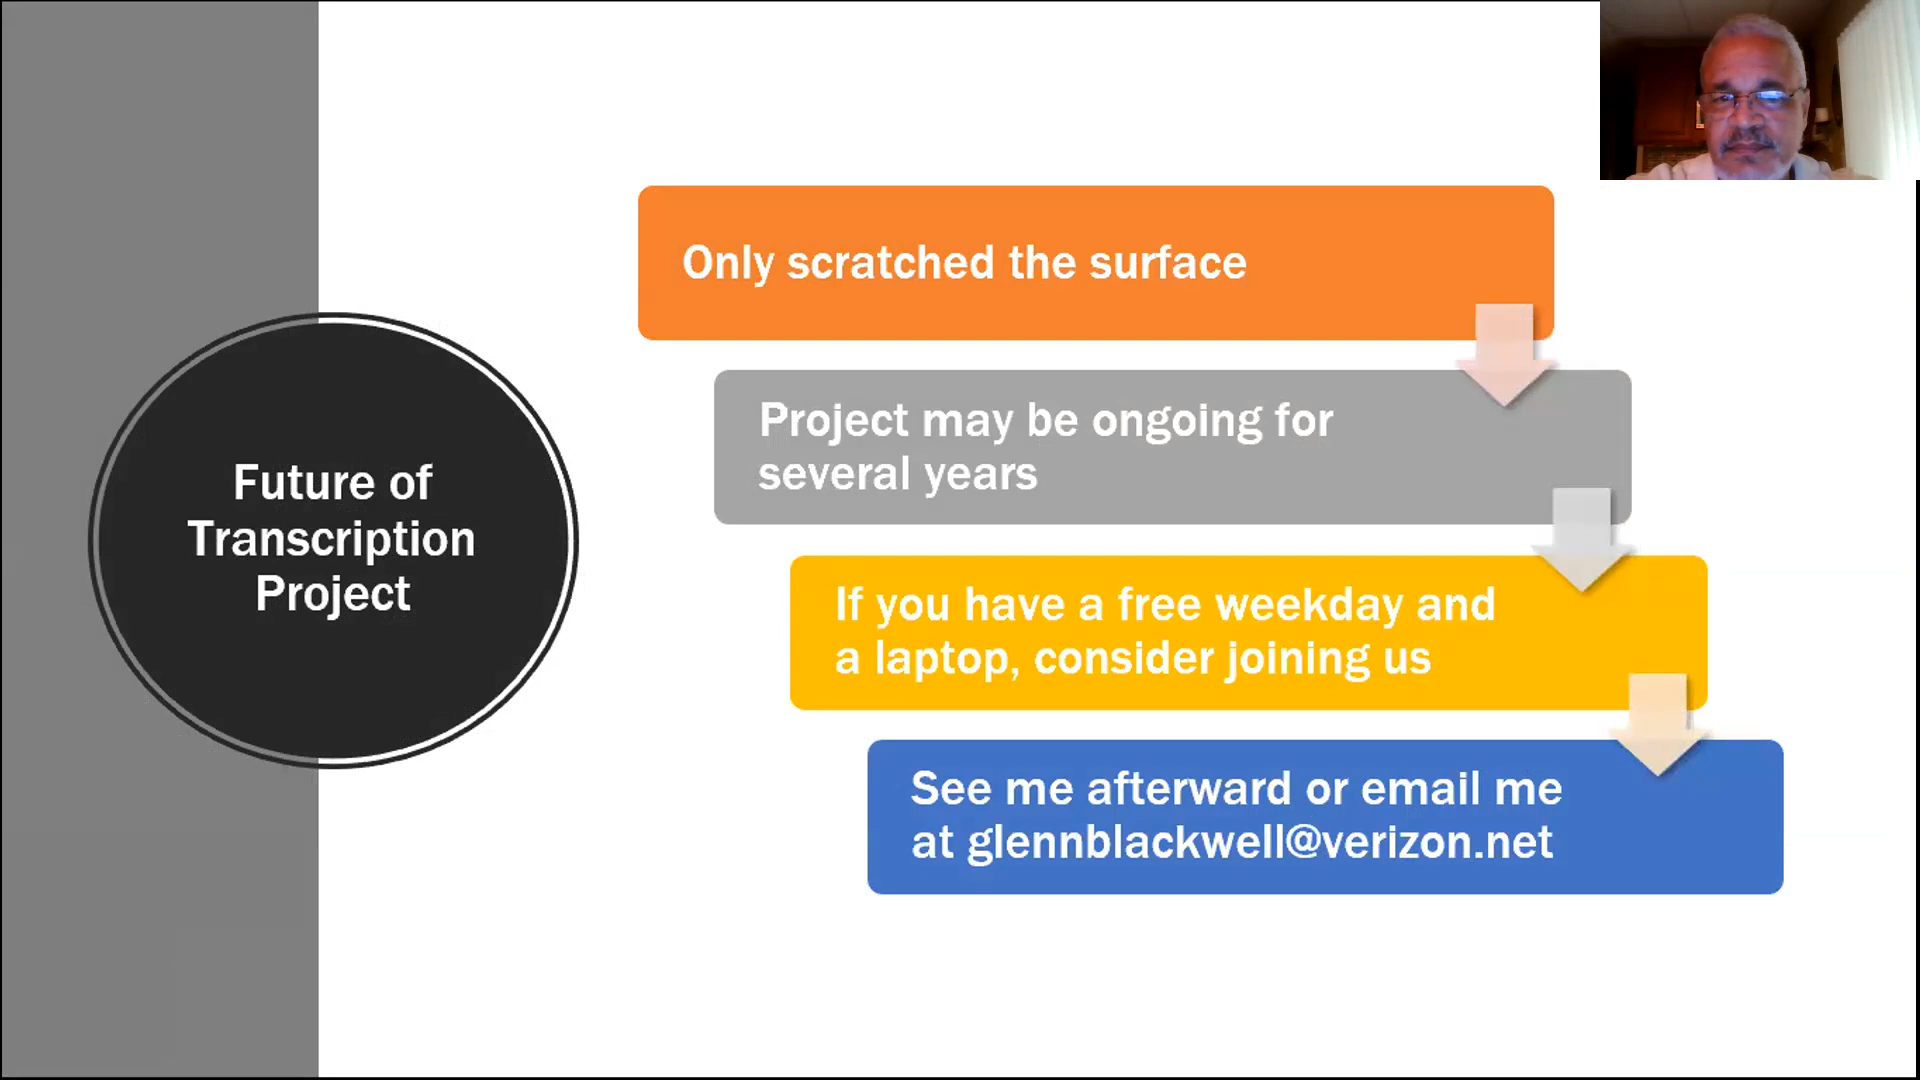 Future of
Transcription
Project
Only scratched the surface
Project may be ongoing for
several years
If you have a free weekday and
a laptop, consider joining us
See me afterward or email me
at glennblackwell@verizon.net